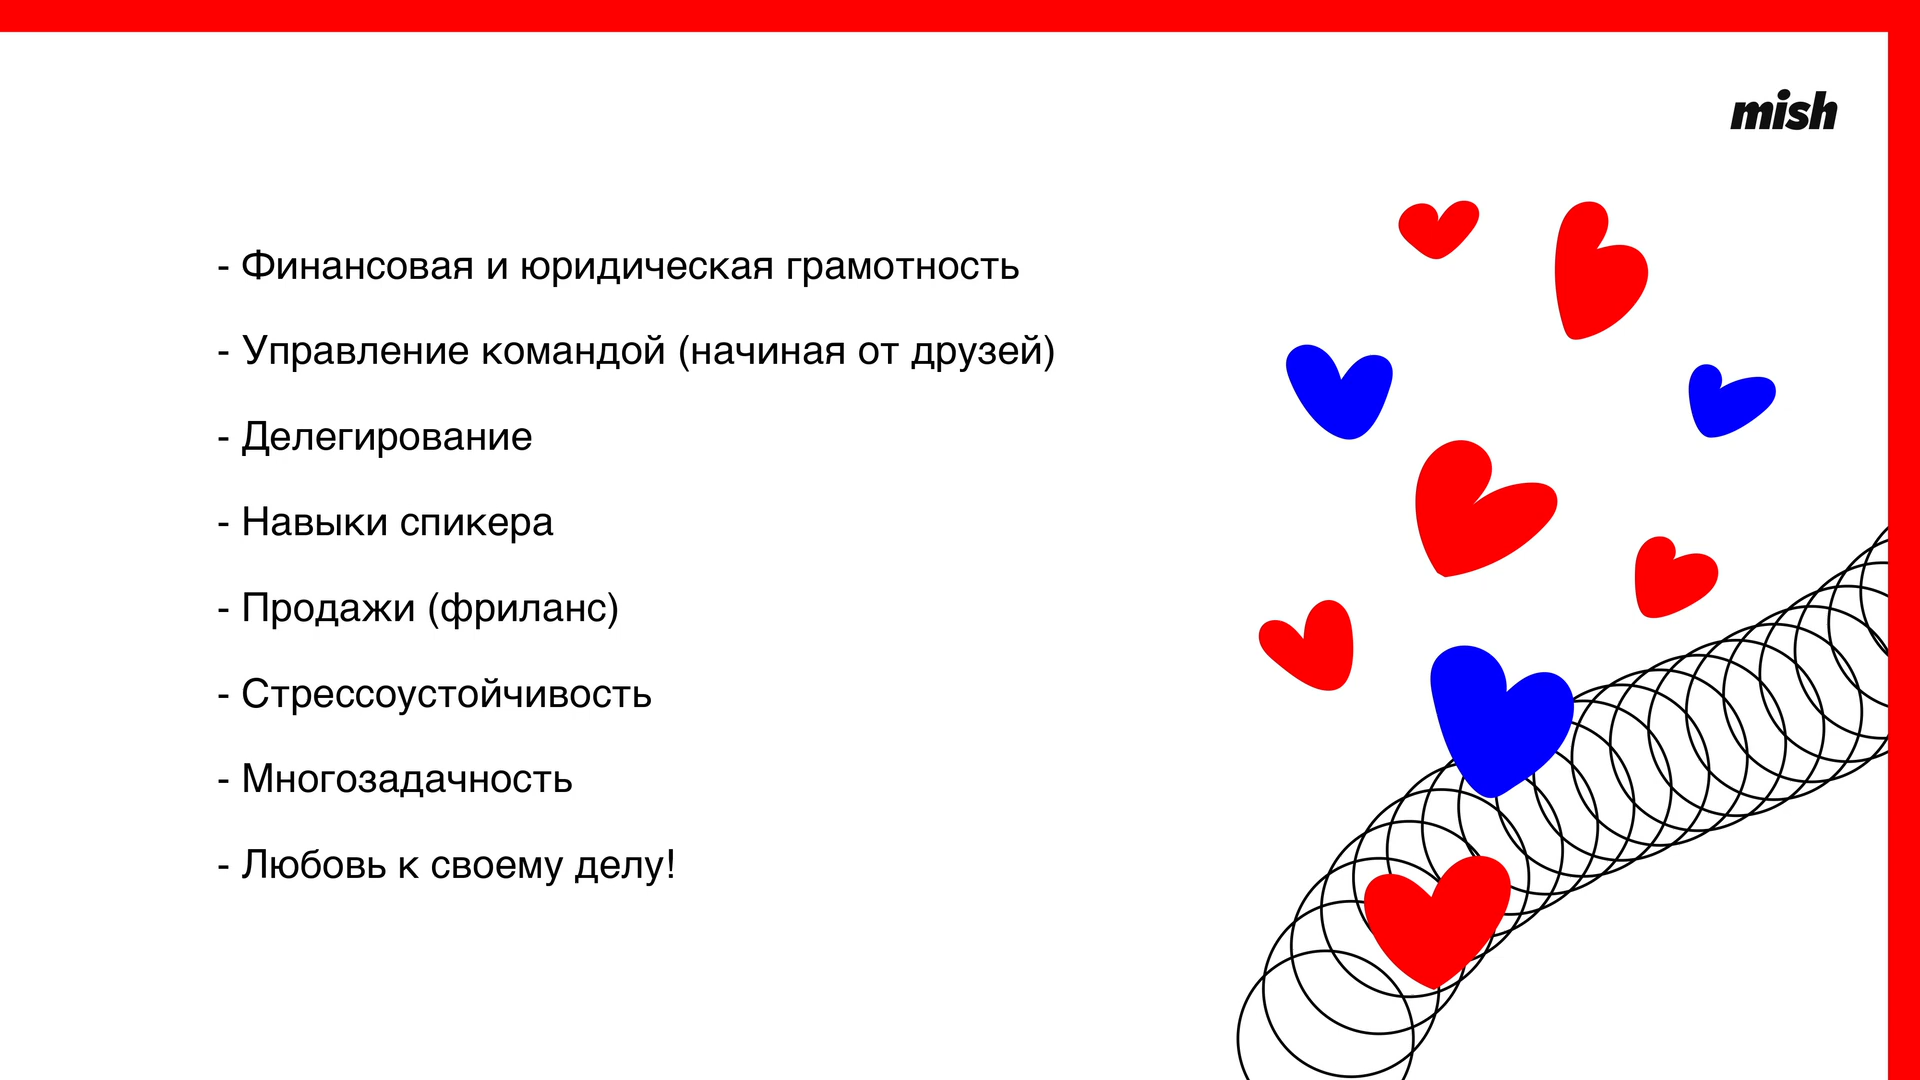 mish
- Финансовая и юридическая грамотность
- Управление командой (начиная от друзей)
- Делегирование
- Навыки спикера
- Продажи (фриланс)
- Стрессоустойчивость
- Многозадачность
- Любовь к своему делу!